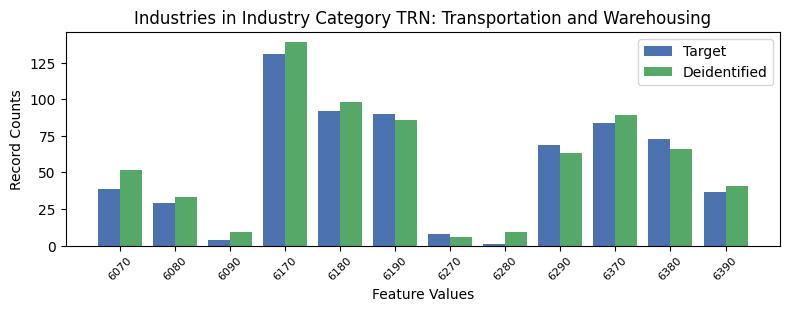 Industries in Industry Category TRN: Transportation and Warehousing
Target
Deidentified
Record Counts
125
100
75
50
25
0
6070 6080 6090 6170 6180 6190 6270 6280 6290 6370 6380 6390
Feature Values